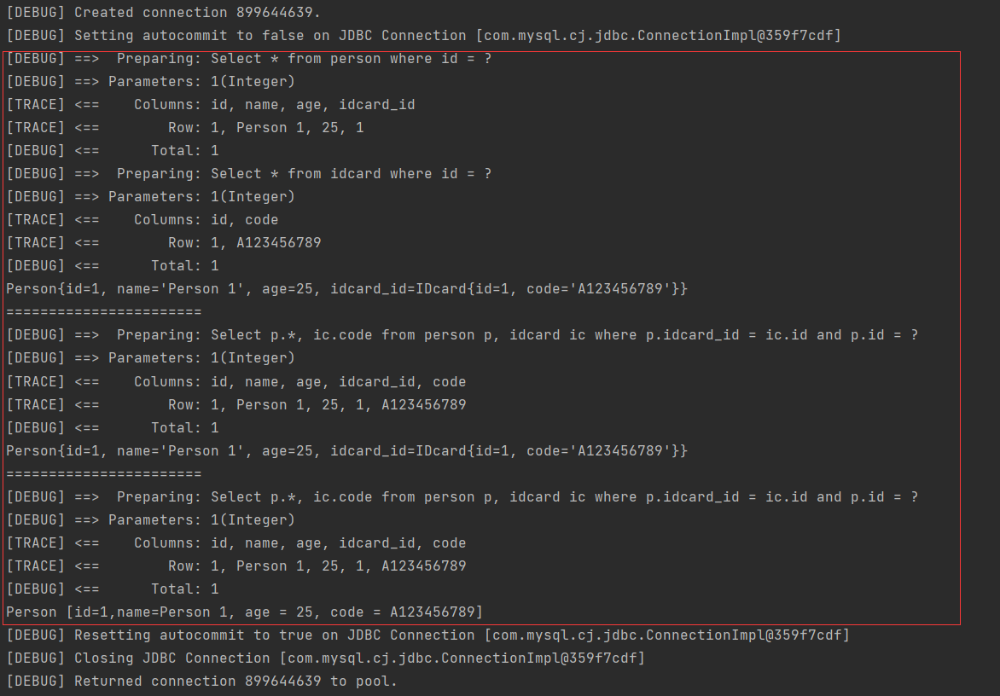 [DEBUG] Created connection 899644639.
[DEBUG] Setting autocommit to false on JDBC Connection [com.mysql.cj.jdbc.ConnectionImpl@359f7cdf]
[DEBUG] ==>  Preparing: Select * from person where id = ?
[DEBUG] ==> Parameters: 1(Integer)
[TRACE] <==    Columns: id, name, age, idcard_id
[TRACE] <==        Row: 1, Person 1, 25, 1
[DEBUG] <==      Total: 1
[DEBUG] ==>  Preparing: Select * from idcard where id = ?
[DEBUG] ==> Parameters: 1(Integer)
[TRACE] <==    Columns: id, code
[TRACE] <==        Row: 1, A123456789
[DEBUG] <==      Total: 1
Person{id=1, name='Person 1', age=25, idcard_id=IDcard{id=1, code='A123456789'}}
=======================
[DEBUG] ==>  Preparing: Select p.*, ic.code from person p, idcard ic where p.idcard_id = ic.id and p.id = ?
[DEBUG] ==> Parameters: 1(Integer)
[TRACE] <==    Columns: id, name, age, idcard_id, code
[TRACE] <==        Row: 1, Person 1, 25, 1, A123456789
[DEBUG] <==      Total: 1
Person{id=1, name='Person 1', age=25, idcard_id=IDcard{id=1, code='A123456789'}}
=======================
[DEBUG] ==>  Preparing: Select p.*, ic.code from person p, idcard ic where p.idcard_id = ic.id and p.id = ?
[DEBUG] ==> Parameters: 1(Integer)
[TRACE] <==    Columns: id, name, age, idcard_id, code
[TRACE] <==        Row: 1, Person 1, 25, 1, A123456789
[DEBUG] <==      Total: 1
Person [id=1,name=Person 1, age = 25, code = A123456789]
[DEBUG] Resetting autocommit to true on JDBC Connection [com.mysql.cj.jdbc.ConnectionImpl@359f7cdf]
[DEBUG] Closing JDBC Connection [com.mysql.cj.jdbc.ConnectionImpl@359f7cdf]
[DEBUG] Returned connection 899644639 to pool.